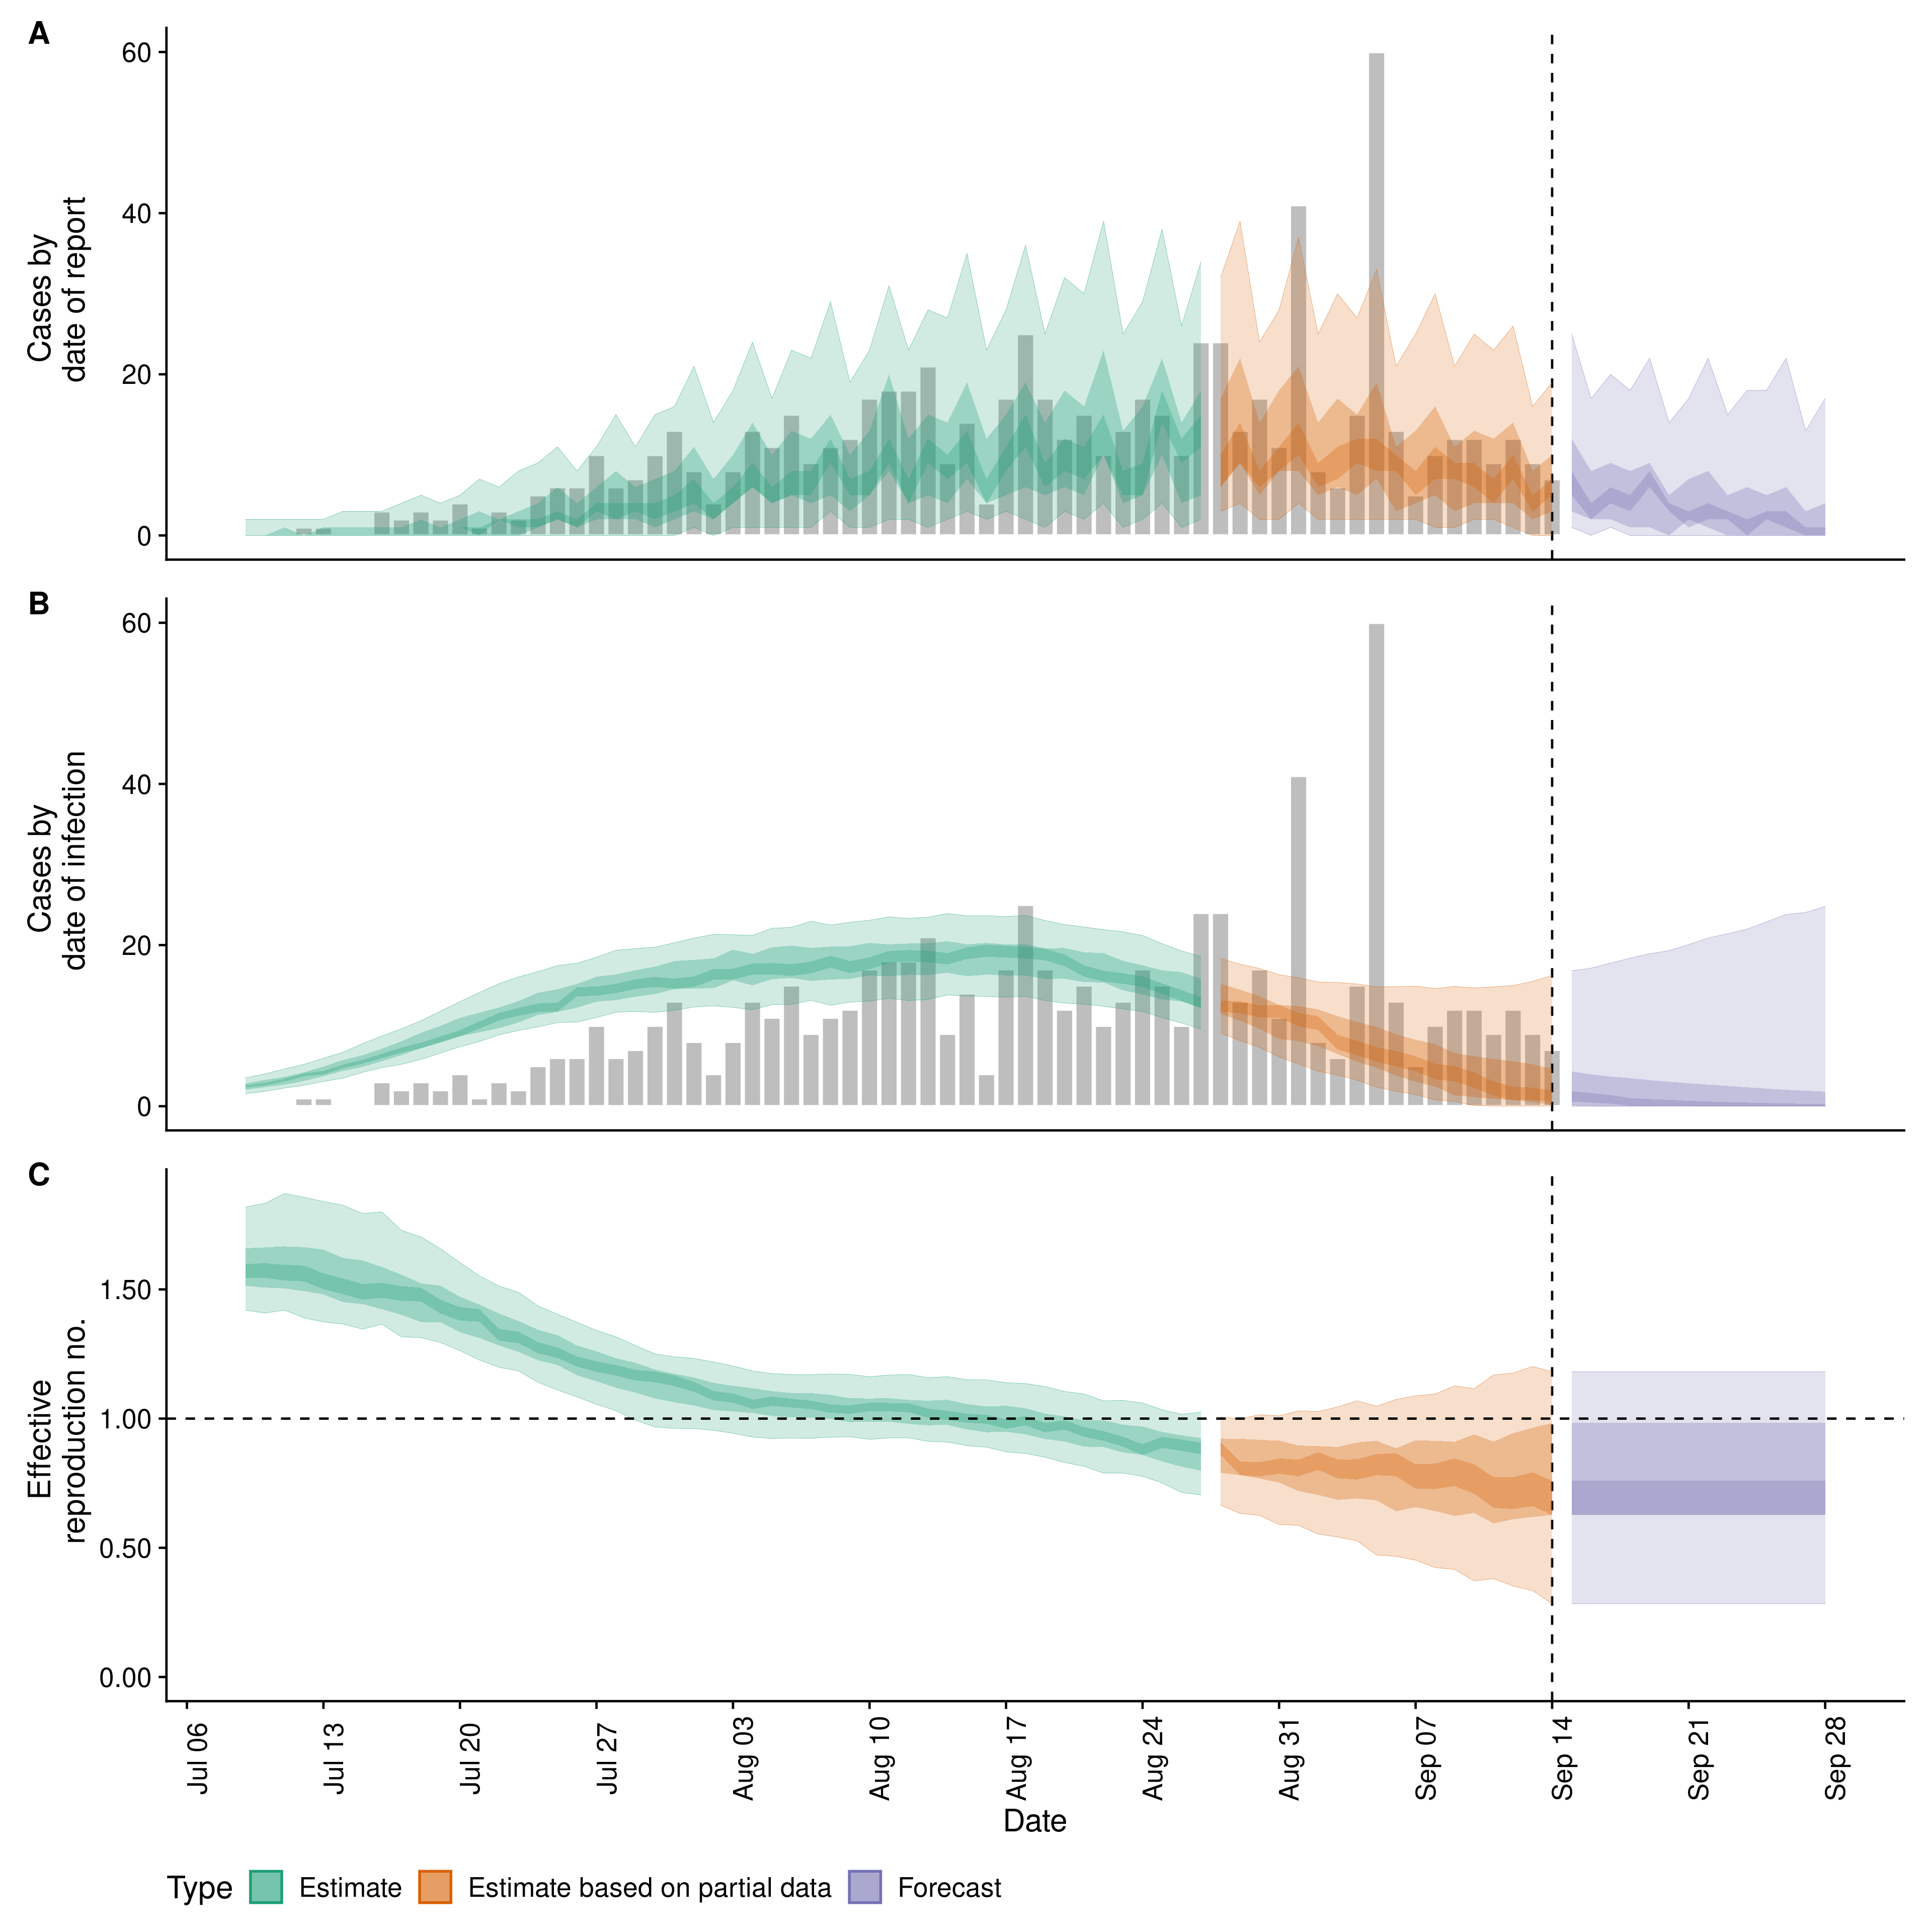 A
60
40
20
0
Cases by
date of report
B
60
40
20
0
Cases by
date of infection
C
1.50
1.00
0.50
0.00
Effective
reproduction no.
Jul 06
Jul 13
Jul 20
Jul 27
Aug 03
Aug 10
Aug 17
Aug 24
Aug 31
Sep 07
Sep 14
Sep 21
Sep 28
Date
Type Estimate Estimate based on partial data Forecast